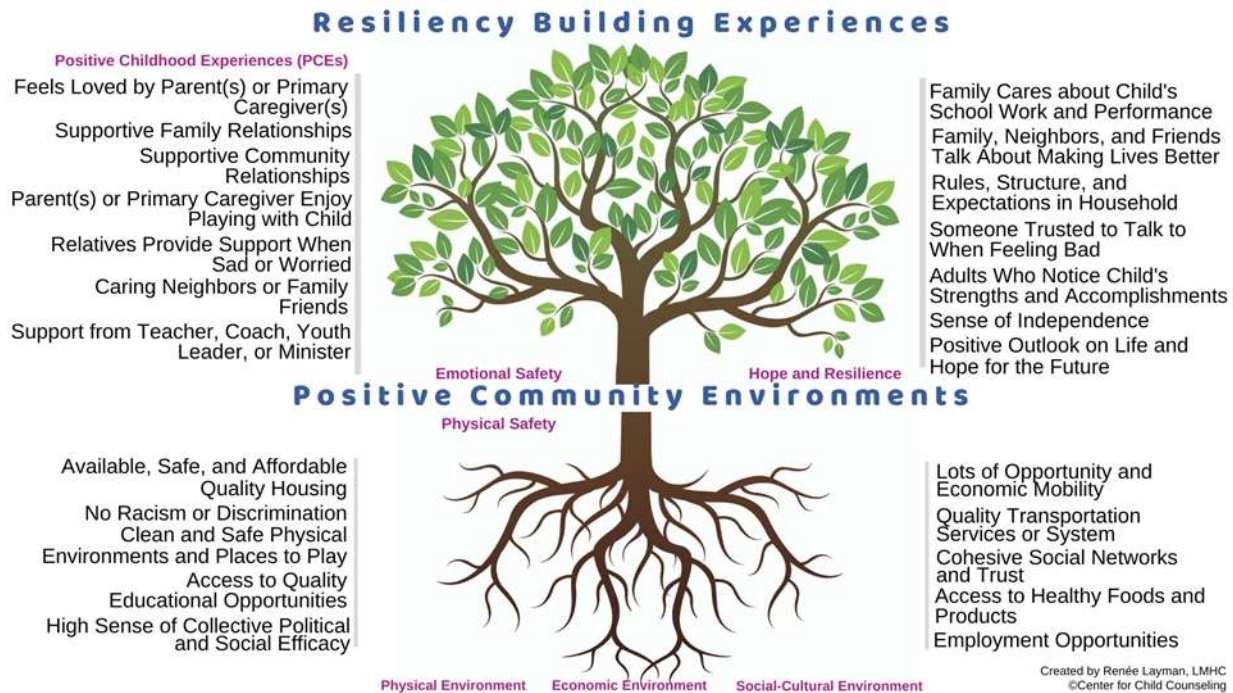 Resiliency Building Experiences
Positive Childhood Experiences (PCEs)
Feels Loved by Parent(s) or Primary
Caregiver(s)
Supportive Family Relationships
Supportive Community
Relationships
Parent(s) or Primary Caregiver Enjoy
Playing with Child
Relatives Provide Support When
Sad or Worried
Caring Neighbors or Family
Friends
Support from Teacher, Coach, Youth
Leader, or Minister
Family Cares about Child's
School Work and Performance
Family, Neighbors, and Friends
Talk About Making Lives Better
Rules, Structure, and
Expectations in Household
Someone Trusted to Talk to
When Feeling Bad
Adults Who Notice Child's
Strengths and Accomplishments
Sense of Independence
Positive Outlook on Life and
Hope for the Future
Emotional Safety
Hope and Resilience
Positive Community Environments
Physical Safety
Available, Safe, and Affordable
Quality Housing
No Racism or Discrimination
Clean and Safe Physical
Environments and Places to Play
Access to Quality
Educational Opportunities
High Sense of Collective Political
and Social Efficacy
Lots of Opportunity and
Economic Mobility
Quality Transportation
Services or System
Cohesive Social Networks
and Trust
Access to Healthy Foods and
Products
Employment Opportunities
Physical Environment
Economic Environment
Social-Cultural Environment
Created by Renée Layman, LMHC
©Center for Child Counseling